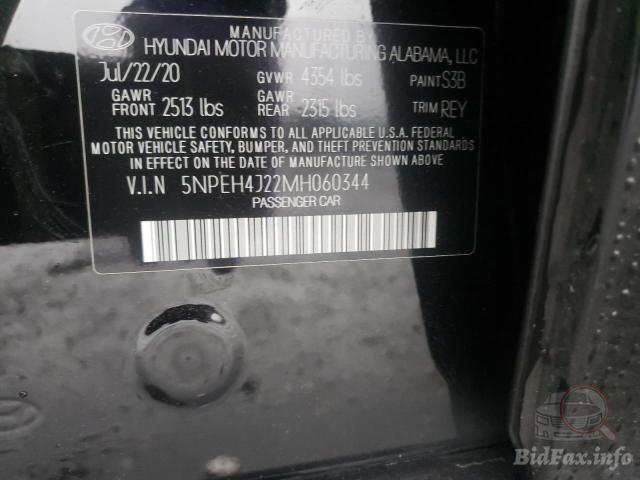 MANUFACTURED BY
HYUNDAI MOTOR MANUFACTURING ALABAMA, LLC
Jul/22/20 GVWR 4354 lbs PAINT S3B
GAWR FRONT 2513 lbs GAWR REAR 2315 lbs TRIM REY
THIS VEHICLE CONFORMS TO ALL APPLICABLE U.S.A. FEDERAL
MOTOR VEHICLE SAFETY, BUMPER, AND THEFT PREVENTION STANDARDS
IN EFFECT ON THE DATE OF MANUFACTURE SHOWN ABOVE
V.I.N 5NPEH4J22MH060344
PASSENGER CAR
BidFax.info